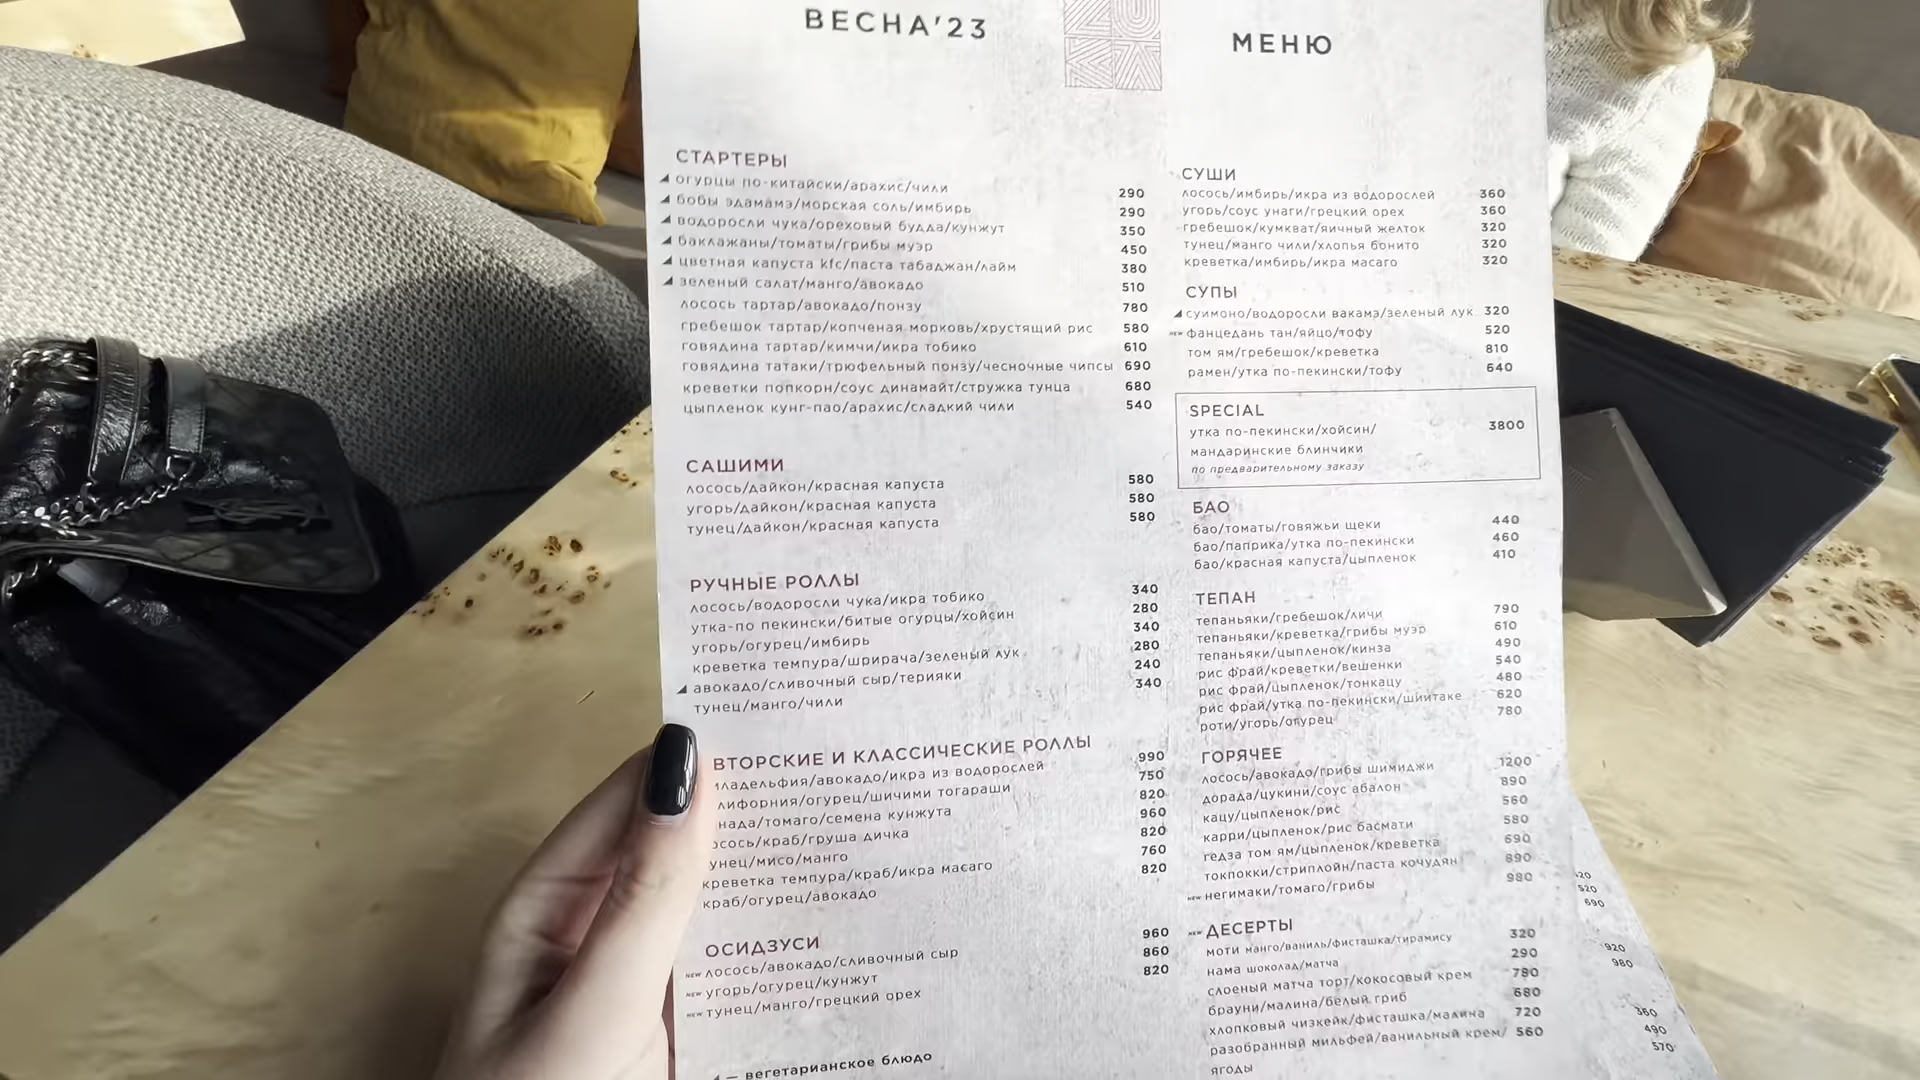 ВЕСНА'23
СТАРТЕРЫ
огурцы по-китайски/арахис/чили 290
бобы эдамамэ/морская соль/имбирь 290
водоросли чука/ореховый будда/кунжут 350
баклажаны/томаты/грибы муэр 450
цветная капуста kfc/паста табаджан/лайм 380
зеленый салат/манго/авокадо 510
лосось тартар/авокадо/понзу 780
гребешок тартар/копченая морковь/хрустящий рис 580
говядина тартар/кимчи/икра тобико 610
говядина татаки/трюфельный понзу/чесночные чипсы 690
креветки попкорн/соус динамайт/стружка тунца 680
цыпленок кунг-пао/арахис/сладкий чили 540
САШИМИ
лосось/дайкон/красная капуста 580
угорь/дайкон/красная капуста 580
тунец/дайкон/красная капуста 580
РУЧНЫЕ РОЛЛЫ
лосось/водоросли чука/икра тобико 340
утка-по пекински/битые огурцы/хойсин 280
угорь/огурец/имбирь 340
креветка темпура/шрирача/зеленый лук 280
авокадо/сливочный сыр/терияки 240
тунец/манго/чили 340
ВТОРСКИЕ И КЛАССИЧЕСКИЕ РОЛЛЫ
ладельфия/авокадо/икра из водорослей 990
лифорния/огурец/шичими тогараши 750
нада/томаго/семена кунжута 820
осось/краб/груша дичка 960
унец/мисо/манго 820
креветка темпура/краб/икра масаго 760
краб/огурец/авокадо 820
ОСИДЗУСИ
NEW лосось/авокадо/сливочный сыр 960
NEW угорь/огурец/кунжут 860
NEW тунец/манго/грецкий орех 820
— вегетарианское блюдо
МЕНЮ
СУШИ
лосось/имбирь/икра из водорослей 360
угорь/соус унаги/грецкий орех 360
гребешок/кумкват/яичный желток 320
тунец/манго чили/хлопья бонито 320
креветка/имбирь/икра масаго 320
СУПЫ
суимоно/водоросли вакамэ/зеленый лук 320
NEW фанцедань тан/яйцо/тофу 520
том ям/гребешок/креветка 810
рамен/утка по-пекински/тофу 640
SPECIAL
утка по-пекински/хойсин/ 3800
мандаринские блинчики
по предварительному заказу
БАО
бао/томаты/говяжьи щеки 440
бао/паприка/утка по-пекински 460
бао/красная капуста/цыпленок 410
ТЕПАН
тепаньяки/гребешок/личи 790
тепаньяки/креветка/грибы муэр 610
тепаньяки/цыпленок/кинза 490
рис фрай/креветки/вешенки 540
рис фрай/цыпленок/тонкацу 480
рис фрай/утка по-пекински/шиитаке 620
роти/угорь/огурец 780
ГОРЯЧЕЕ
лосось/авокадо/грибы шимиджи 1200
дорада/цукини/соус абалон 890
кацу/цыпленок/рис 560
карри/цыпленок/рис басмати 580
гедза том ям/цыпленок/креветка 690
токпокки/стриплойн/паста кочудян 890
NEW негимаки/томаго/грибы 980
NEW ДЕСЕРТЫ
моти манго/ваниль/фисташка/тирамису 320
нама шоколад/матча 290
слоеный матча торт/кокосовый крем 780
брауни/малина/белый гриб 680
хлопковый чизкейк/фисташка/малина 720
разобранный мильфей/ванильный крем/ 560
ягоды
520
690
920
980
360
490
570